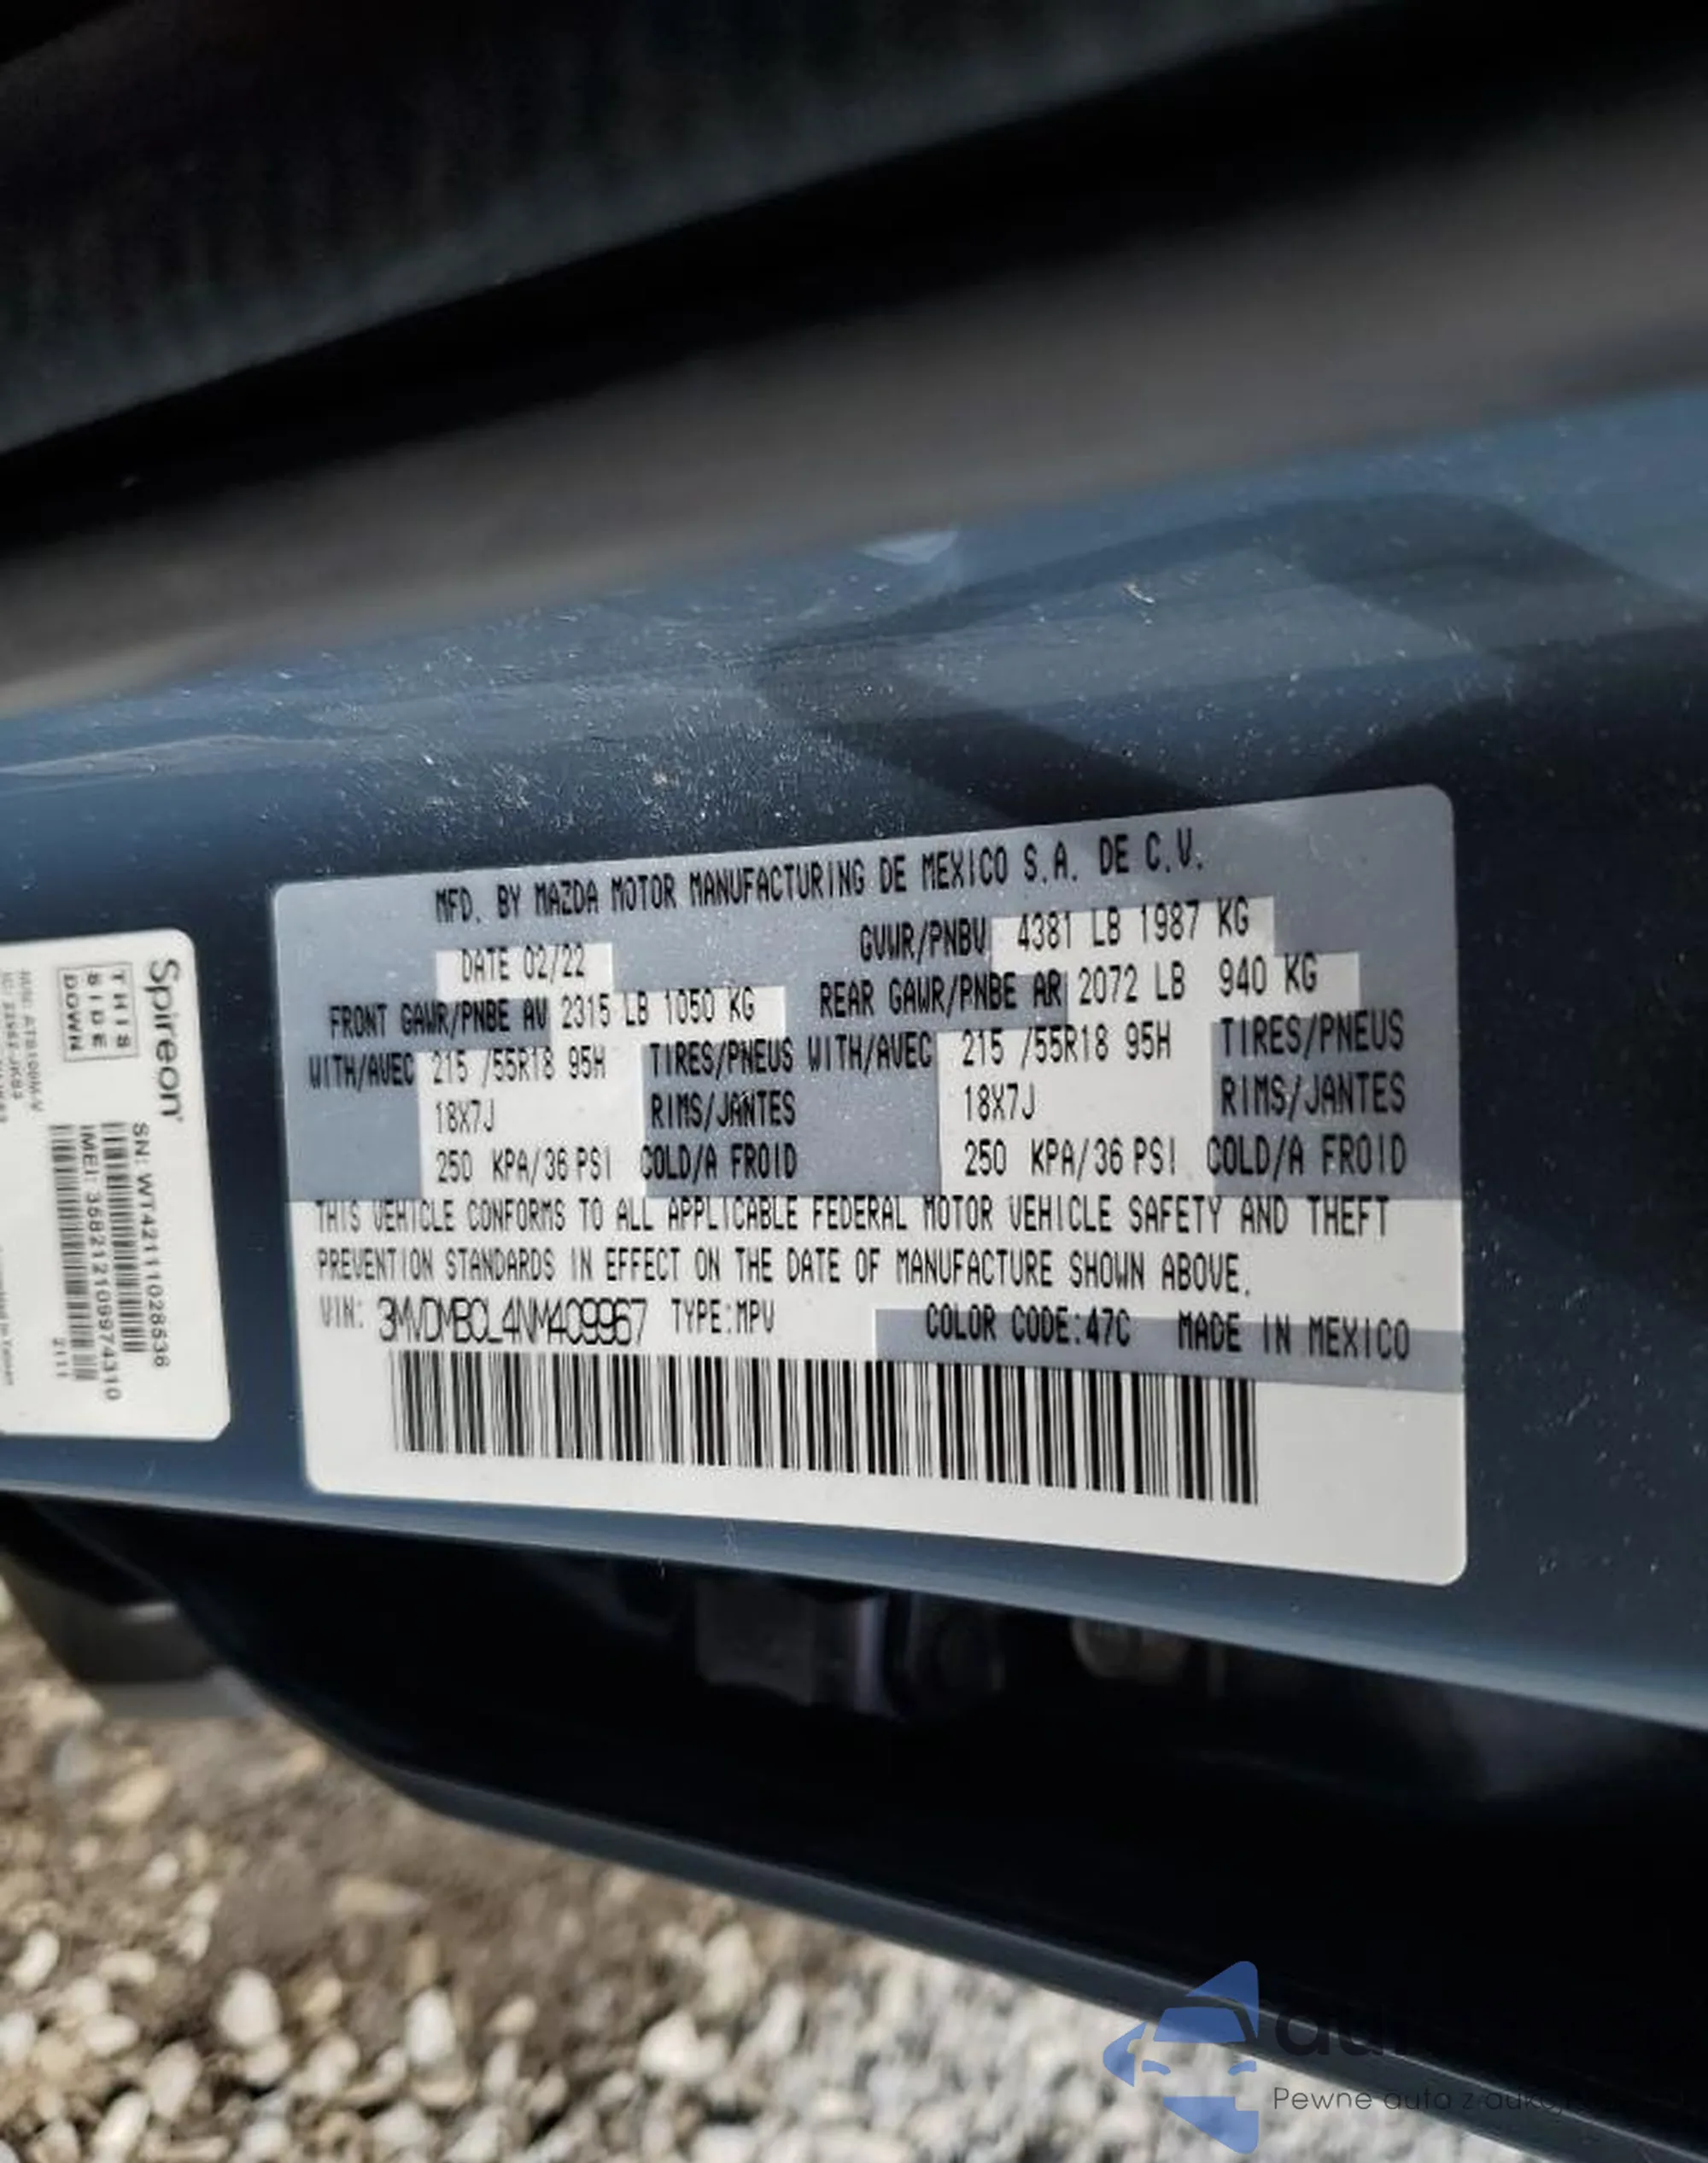 MFD. BY MAZDA MOTOR MANUFACTURING DE MEXICO S.A. DE C.V.
DATE 02/22 GVWR/PNBV 4381 LB 1987 KG
FRONT GAWR/PNBE AV 2315 LB 1050 KG REAR GAWR/PNBE AR 2072 LB 940 KG
WITH/AVEC 215 /55R18 95H TIRES/PNEUS WITH/AVEC 215 /55R18 95H TIRES/PNEUS
18X7J RIMS/JANTES 18X7J RIMS/JANTES
250 KPA/36 PSI COLD/A FROID 250 KPA/36 PSI COLD/A FROID
THIS VEHICLE CONFORMS TO ALL APPLICABLE FEDERAL MOTOR VEHICLE SAFETY AND THEFT
PREVENTION STANDARDS IN EFFECT ON THE DATE OF MANUFACTURE SHOWN ABOVE.
VIN: 3MVDMBCL4NM409967 TYPE:MPV COLOR CODE:47C MADE IN MEXICO
Spireon
THIS
SIDE
DOWN
SN: WT42111028536
IMEI: 358212109974310
2111
Pewne auta z